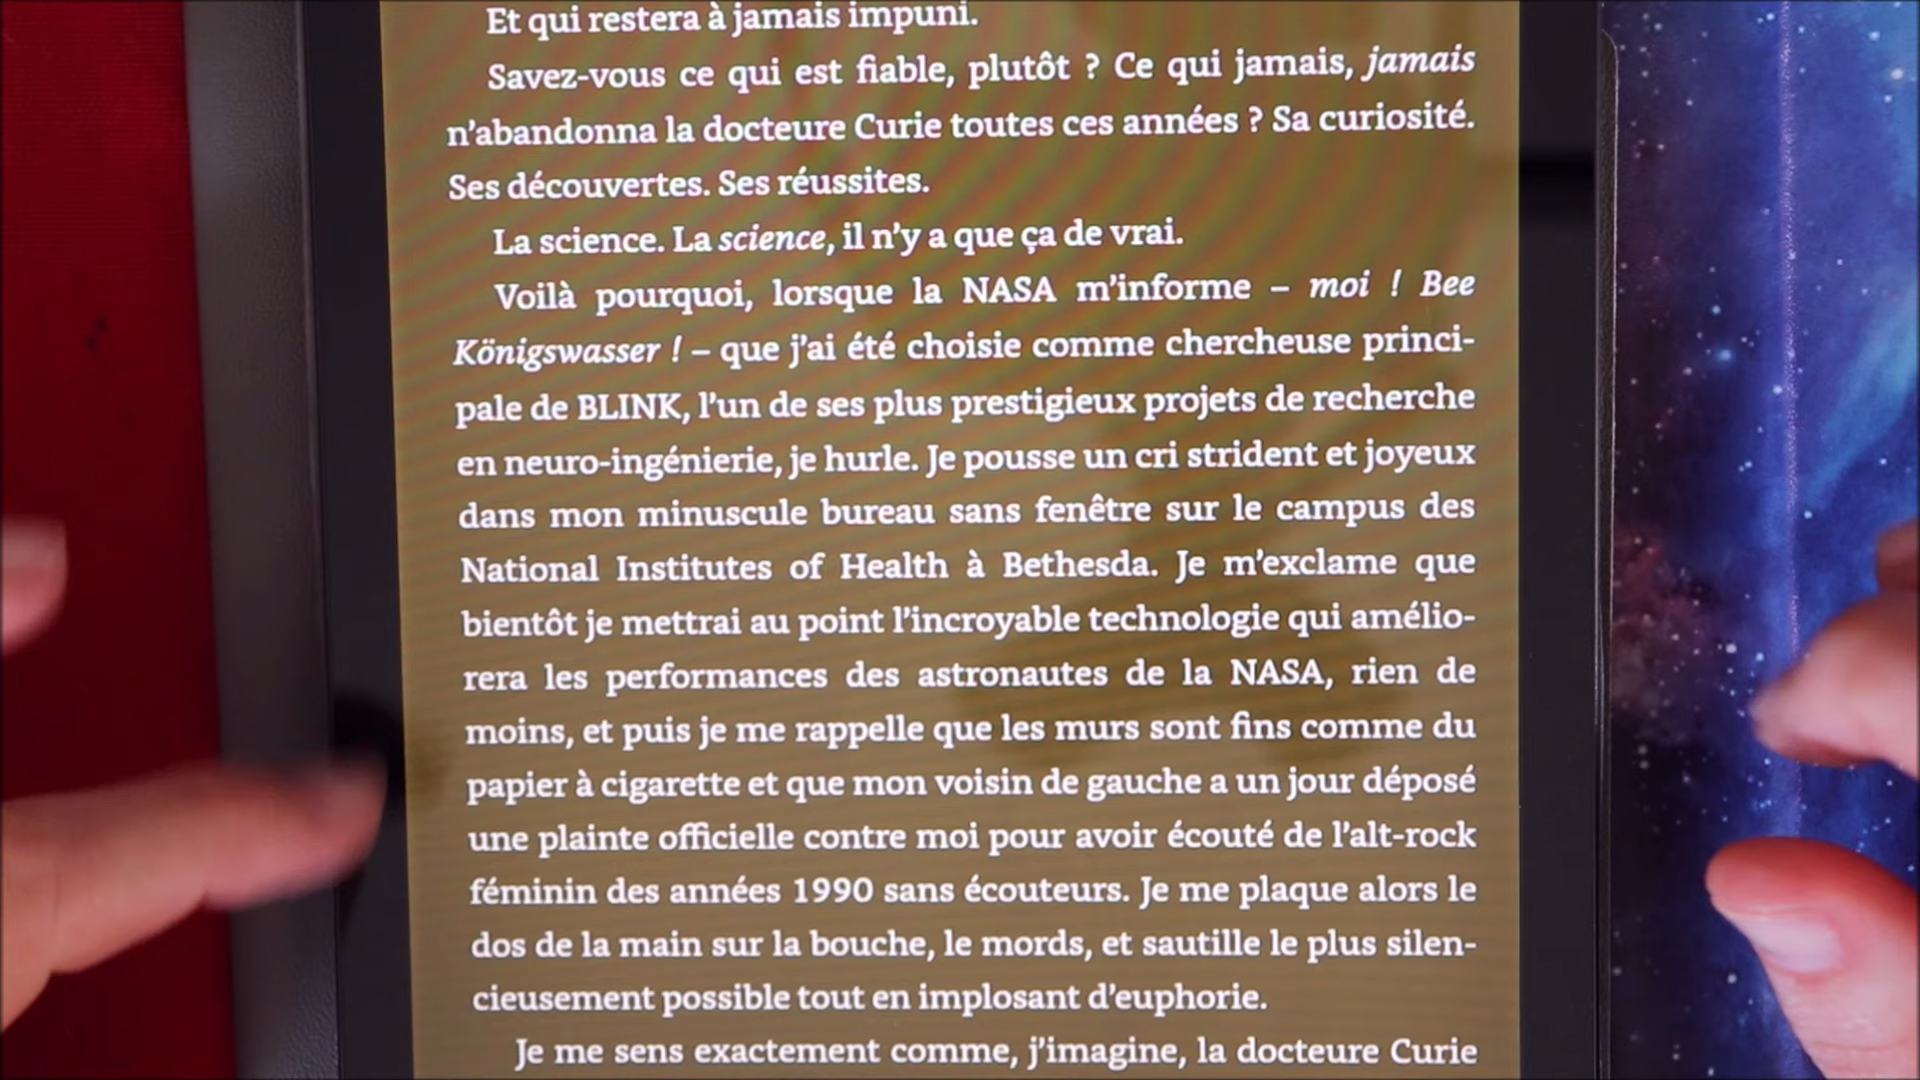 Et qui restera à jamais impuni.
Savez-vous ce qui est fiable, plutôt ? Ce qui jamais, jamais
n’abandonna la docteure Curie toutes ces années ? Sa curiosité.
Ses découvertes. Ses réussites.
La science. La science, il n’y a que ça de vrai.
Voilà pourquoi, lorsque la NASA m’informe – moi ! Bee
Königswasser ! – que j’ai été choisie comme chercheuse princi-
pale de BLINK, l’un de ses plus prestigieux projets de recherche
en neuro-ingénierie, je hurle. Je pousse un cri strident et joyeux
dans mon minuscule bureau sans fenêtre sur le campus des
National Institutes of Health à Bethesda. Je m’exclame que
bientôt je mettrai au point l’incroyable technologie qui amélio-
rera les performances des astronautes de la NASA, rien de
moins, et puis je me rappelle que les murs sont fins comme du
papier à cigarette et que mon voisin de gauche a un jour déposé
une plainte officielle contre moi pour avoir écouté de l’alt-rock
féminin des années 1990 sans écouteurs. Je me plaque alors le
dos de la main sur la bouche, le mords, et sautille le plus silen-
cieusement possible tout en implosant d’euphorie.
Je me sens exactement comme, j’imagine, la docteure Curie